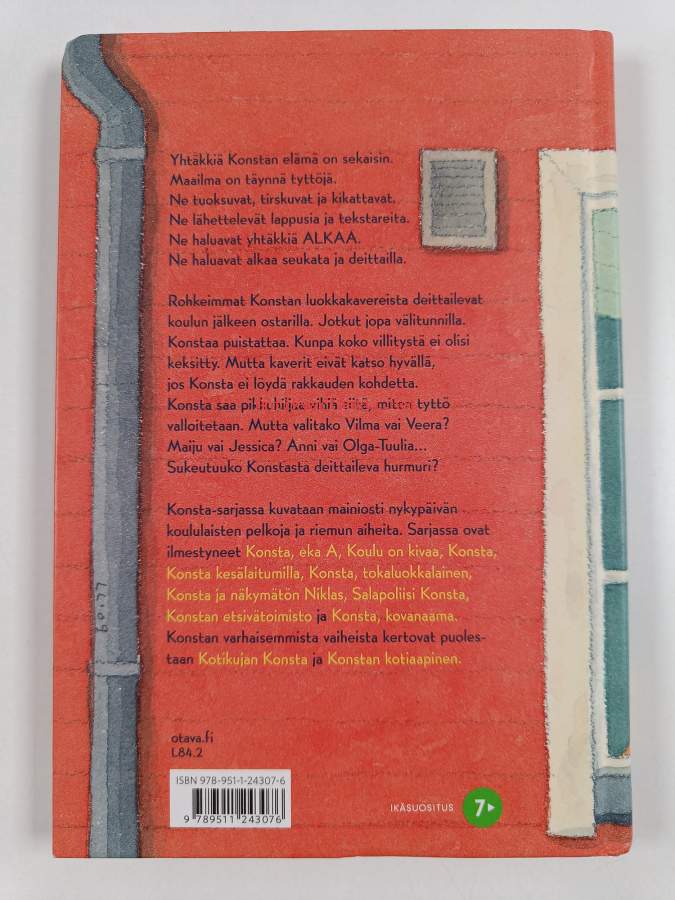 Yhtäkkiä Konstan elämä on sekaisin.
Maailma on täynnä tyttöjä.
Ne tuoksuvat, tirskuvat ja kikattavat.
Ne lähettelevät lappusia ja tekstareita.
Ne haluavat yhtäkkiä ALKAA.
Ne haluavat alkaa seukata ja deittailla.
Rohkeimmat Konstan luokkakavereista deittailevat
koulun jälkeen ostarilla. Jotkut jopa välitunnilla.
Konstaa puistattaa. Kunpa koko villitystä ei olisi
keksitty. Mutta kaverit eivät katso hyvällä,
jos Konsta ei löydä rakkauden kohdetta.
Konsta saa pikkuhiljaa vihiä siitä, miten tyttö
valloitetaan. Mutta valitako Vilma vai Veera?
Maiju vai Jessica? Anni vai Olga-Tuulia...
Sukeutuuko Konstasta deittaileva hurmuri?
Konsta-sarjassa kuvataan mainiosti nykypäivän
koululaisten pelkoja ja riemun aiheita. Sarjassa ovat
ilmestyneet Konsta, eka A, Koulu on kivaa, Konsta,
Konsta kesälaitumilla, Konsta, tokaluokkalainen,
Konsta ja näkymätön Niklas, Salapoliisi Konsta,
Konstan etsivätoimisto ja Konsta, kovanaama.
Konstan varhaisemmista vaiheista kertovat puoles-
taan Kotikujan Konsta ja Konstan kotiaapinen.
otava.fi
L84.2
ISBN 978-951-1-24307-6
9 789511 243076
IKÄSUOSITUS 7